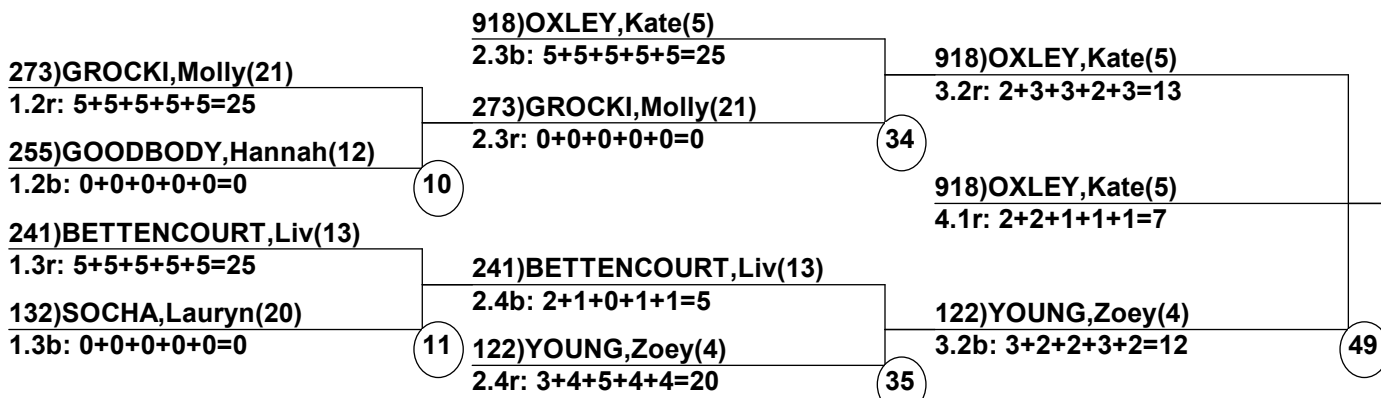 273)GROCKI,Molly(21)
1.2r: 5+5+5+5+5=25
255)GOODBODY,Hannah(12)
1.2b: 0+0+0+0+0=0
10
241)BETTENCOURT,Liv(13)
1.3r: 5+5+5+5+5=25
132)SOCHA,Lauryn(20)
1.3b: 0+0+0+0+0=0
11
918)OXLEY,Kate(5)
2.3b: 5+5+5+5+5=25
273)GROCKI,Molly(21)
2.3r: 0+0+0+0+0=0
34
241)BETTENCOURT,Liv(13)
2.4b: 2+1+0+1+1=5
122)YOUNG,Zoey(4)
2.4r: 3+4+5+4+4=20
35
918)OXLEY,Kate(5)
3.2r: 2+3+3+2+3=13
918)OXLEY,Kate(5)
4.1r: 2+2+1+1+1=7
122)YOUNG,Zoey(4)
3.2b: 3+2+2+3+2=12
49